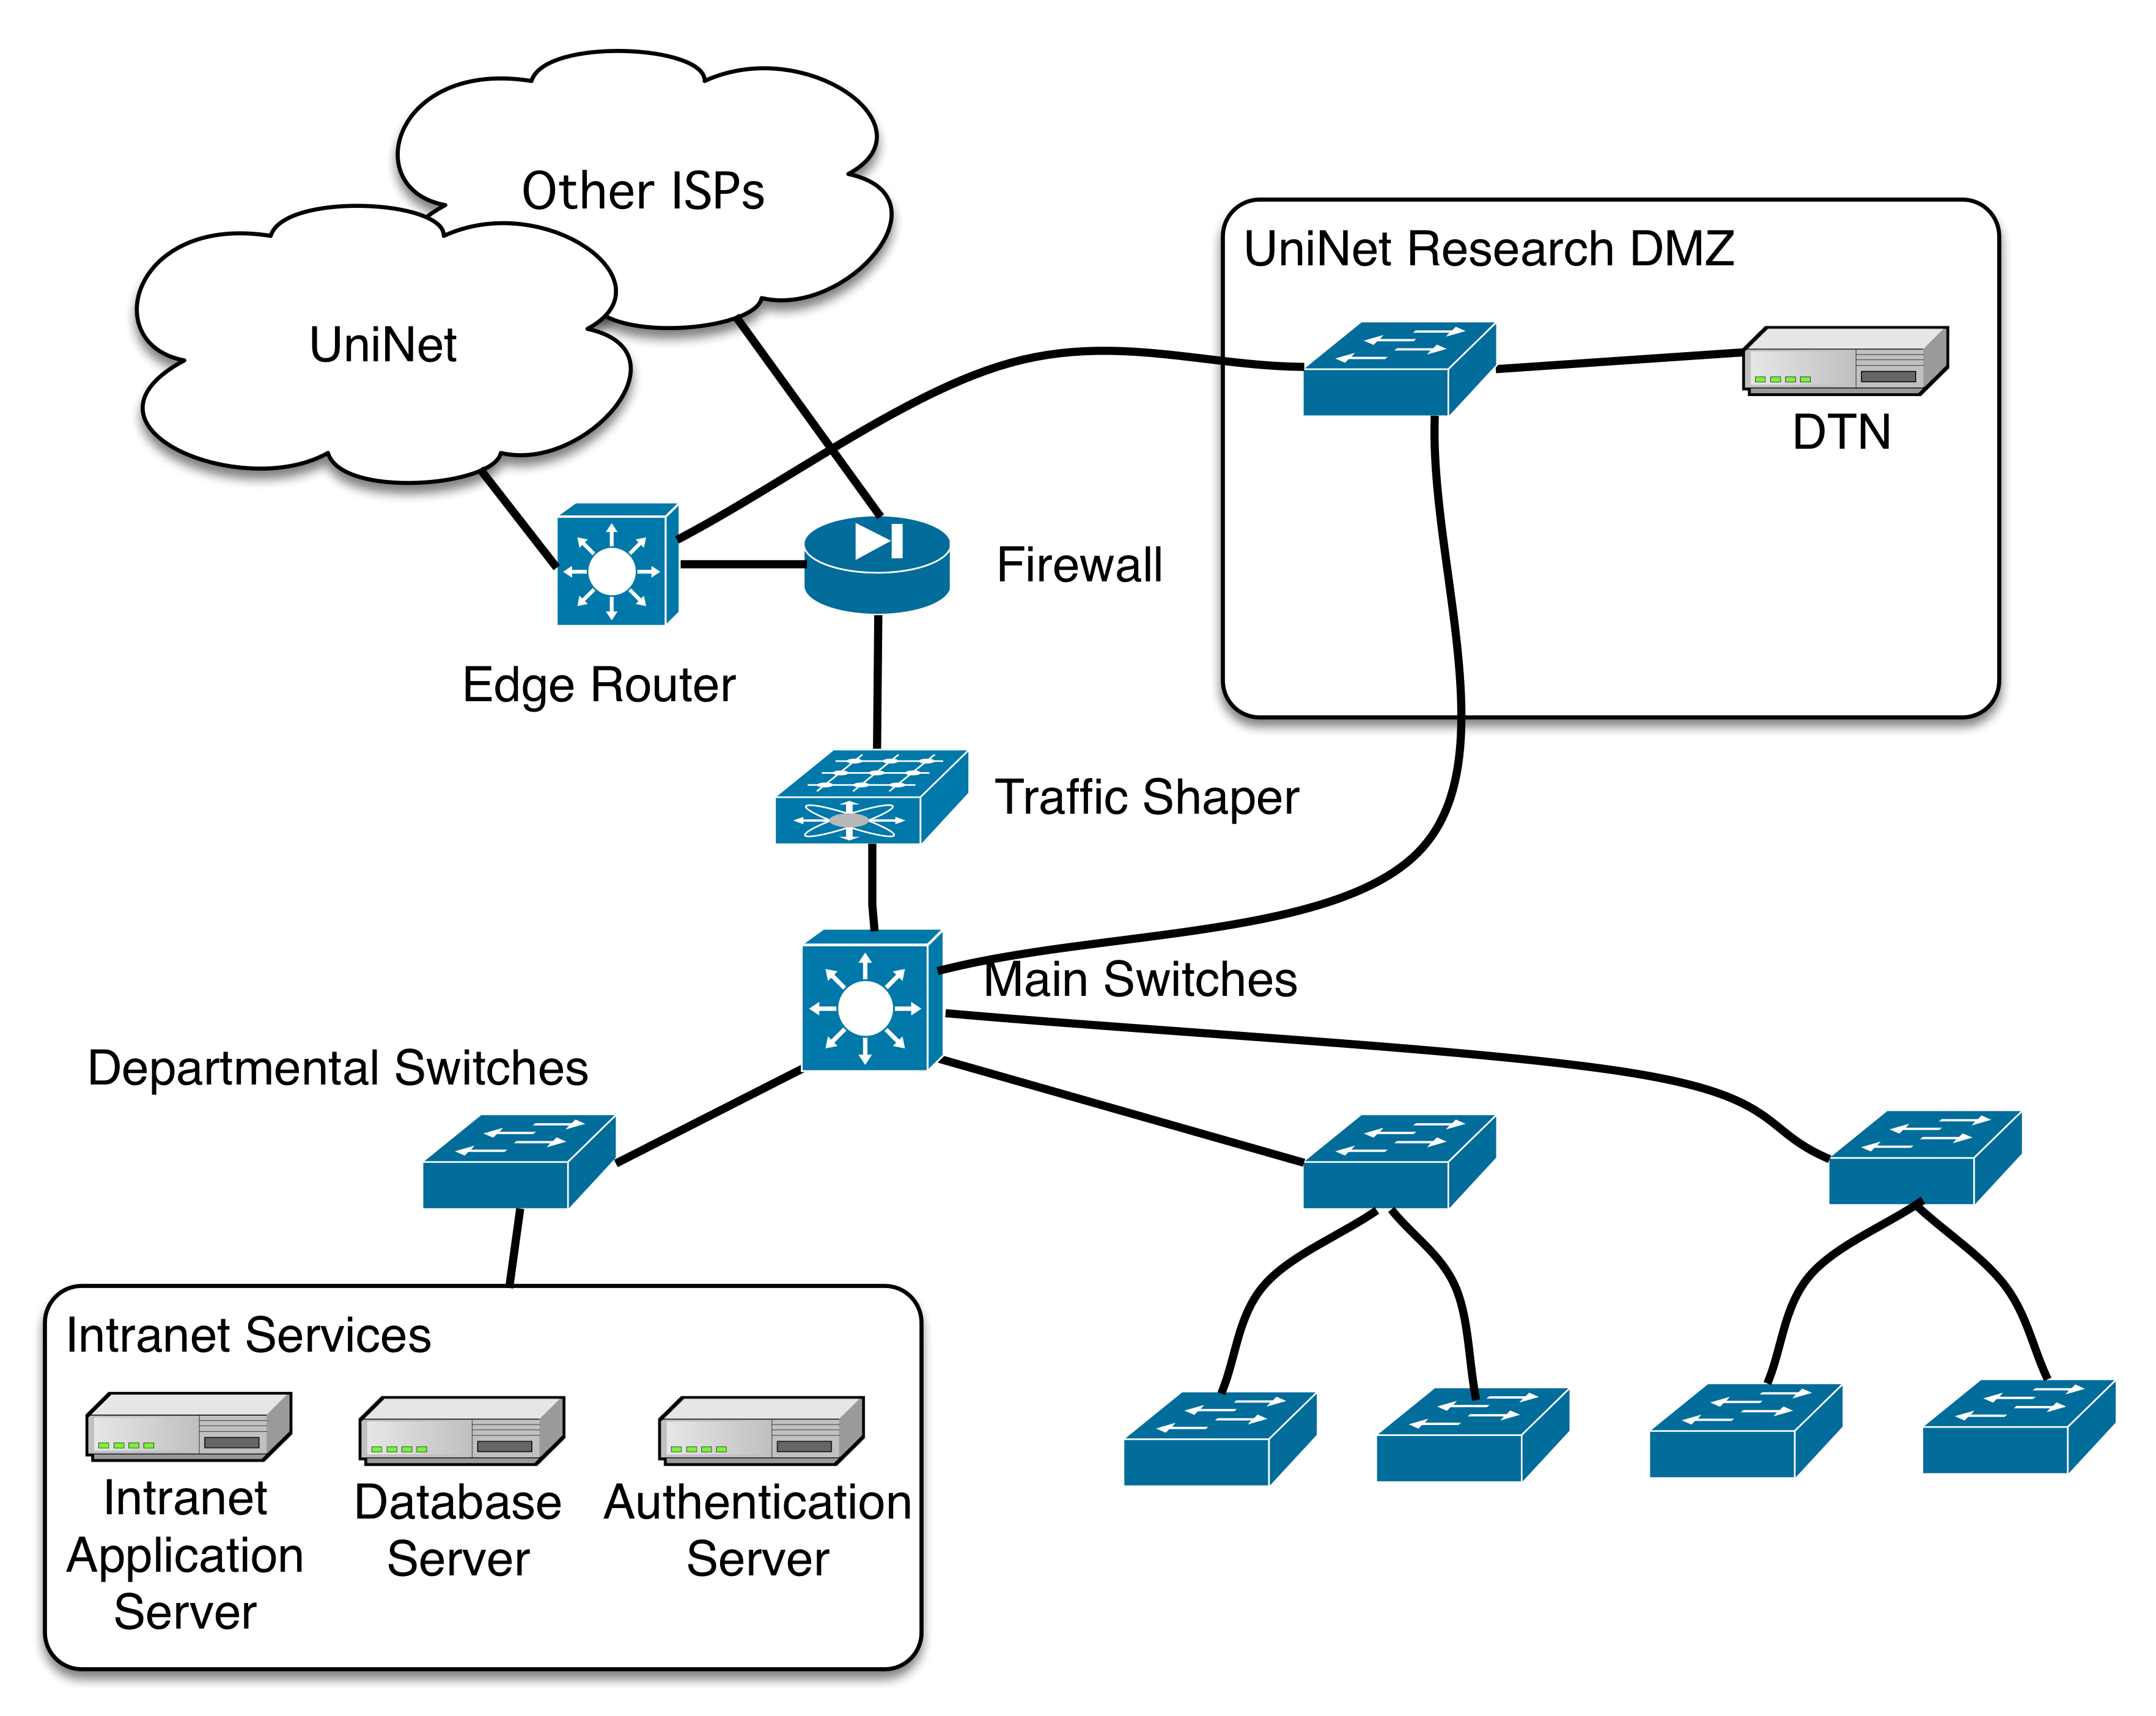 Other ISPs
UniNet
UniNet Research DMZ
DTN
Firewall
Edge Router
Traffic Shaper
Main Switches
Departmental Switches
Intranet Services
Intranet
Application
Server
Database
Server
Authentication
Server